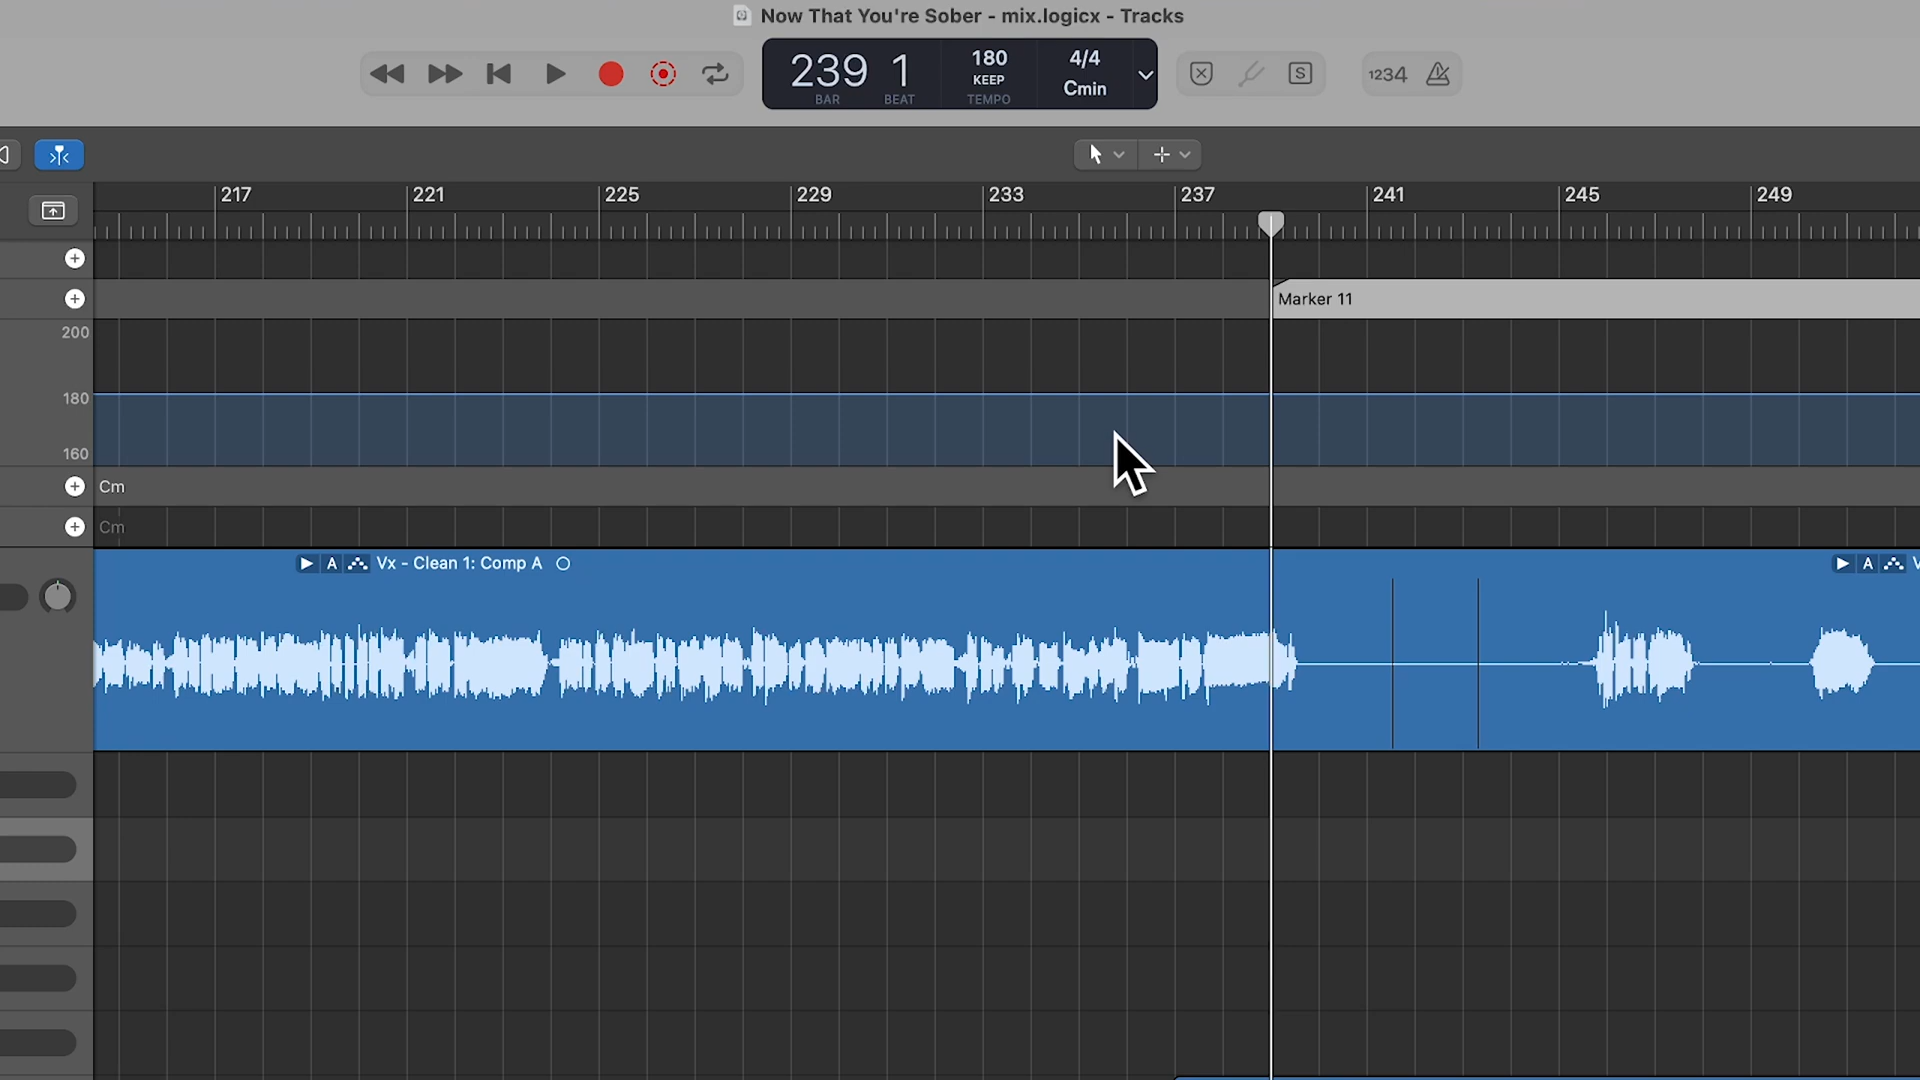 Now That You're Sober - mix.logicx - Tracks
239 1 180 4/4
KEEP Cmin
BAR BEAT TEMPO
S 1234
217 221 225 229 233 237 241 245 249
Marker 11
200
180
160
Cm
Cm
A Vx - Clean 1: Comp A
A